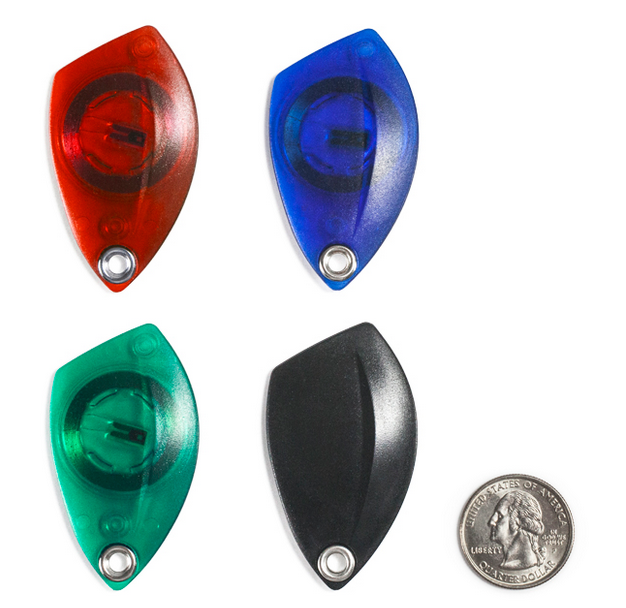 UNITED STATES OF AMERICA
LIBERTY
IN
GOD WE
TRUST
QUARTER DOLLAR